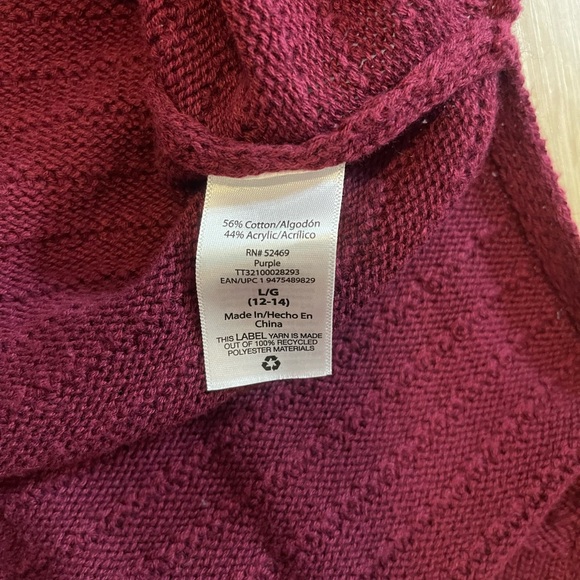 56% Cotton/Algodón
44% Acrylic/Acrílico
RN# 52469
Purple
TT32100028293
EAN/UPC 1 9475489829
L/G
(12-14)
Made In/Hecho En
China
THIS LABEL YARN IS MADE
OUT OF 100% RECYCLED
POLYESTER MATERIALS